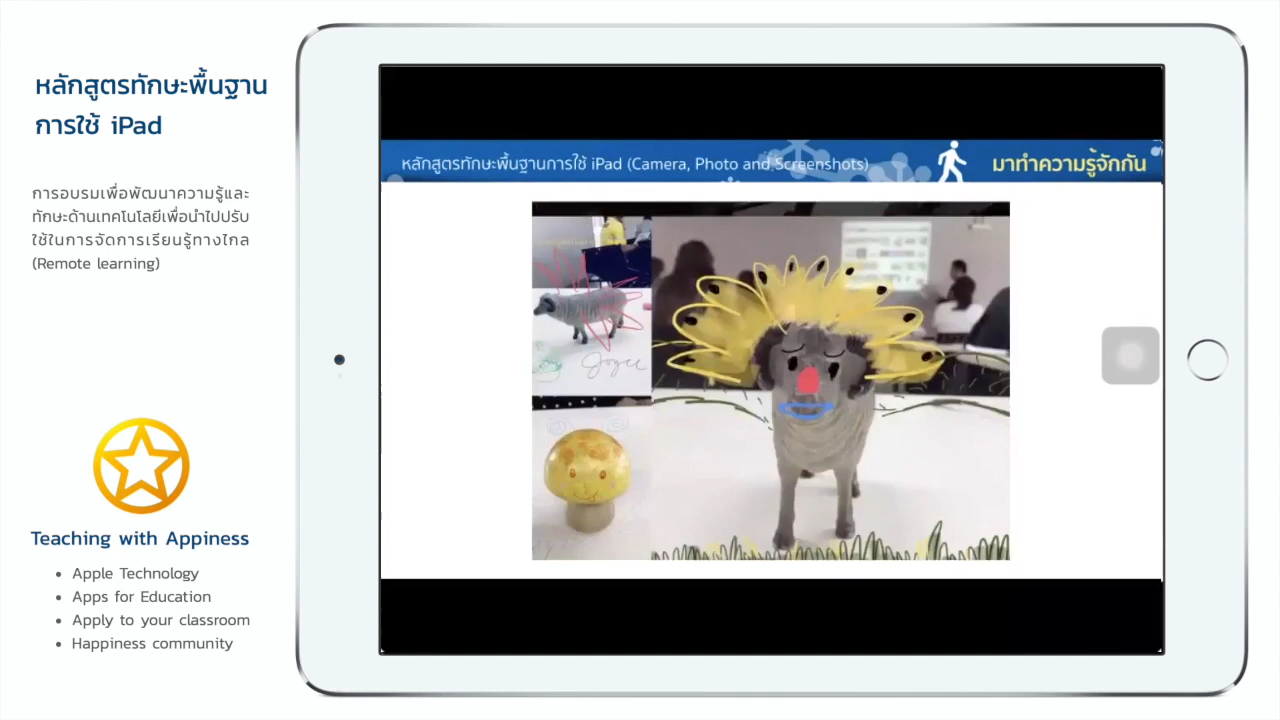 หลักสูตรทักษะพื้นฐาน
การใช้ iPad
การอบรมเพื่อพัฒนาความรู้และ
ทักษะด้านเทคโนโลยีเพื่อนำไปปรับ
ใช้ในการจัดการเรียนรู้ทางไกล
(Remote learning)
Teaching with Appiness
• Apple Technology
• Apps for Education
• Apply to your classroom
• Happiness community
หลักสูตรทักษะพื้นฐานการใช้ iPad (Camera, Photo and Screenshots)
มาทำความรู้จักกัน
Joyce